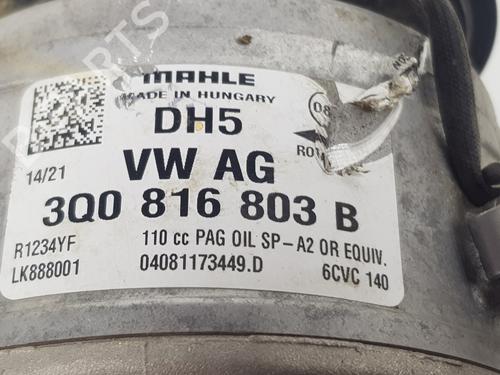 MAHLE
MADE IN HUNGARY
DH5
VW AG
14/21
3Q0 816 803 B
R1234YF 110 cc PAG OIL SP-A2 OR EQUIV.
LK888001 04081173449.D 6CVC 140